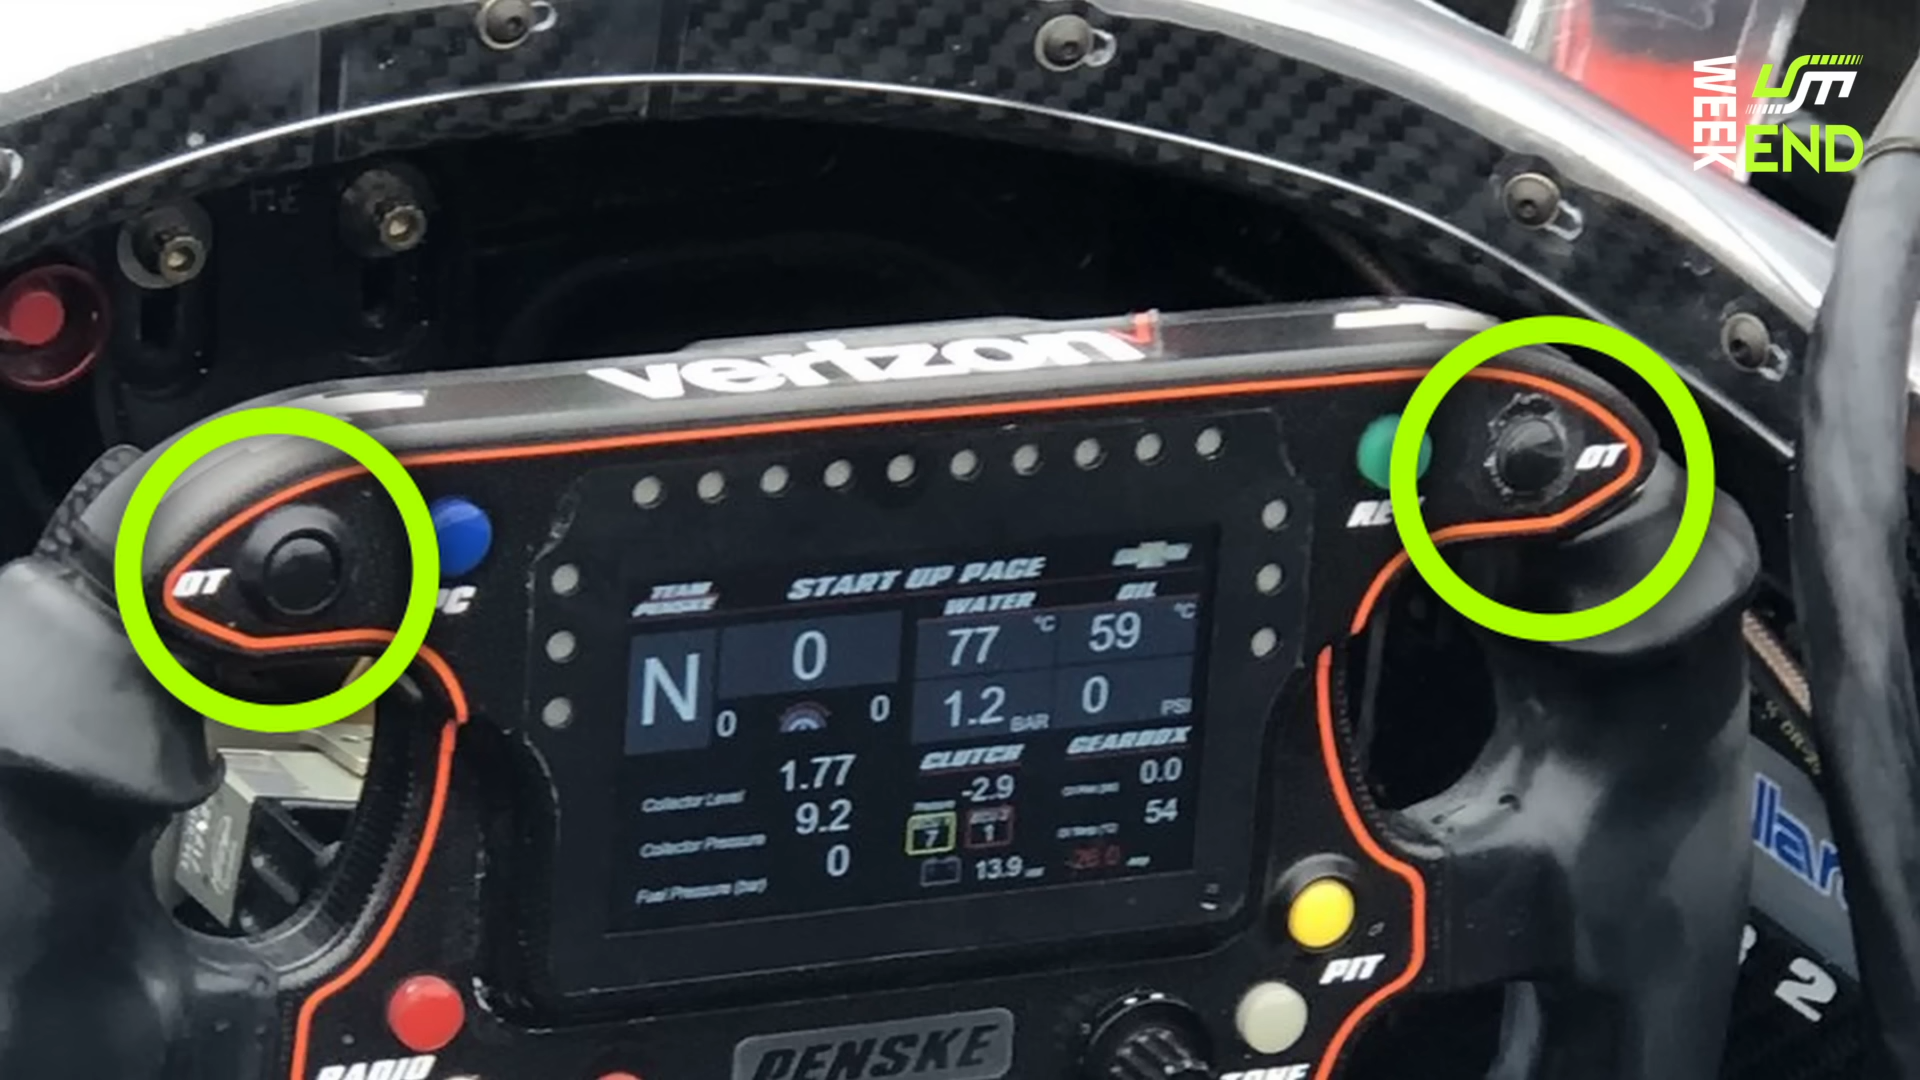 WEEK
END
verizon
OT
OT
TEAM
PENSKE
START UP PAGE
WATER
OIL
N
0
77
°C
59
°C
0
0
1.2
BAR
0
PSI
CLUTCH
GEARBOX
Collector Level
1.77
Pressure
-2.9
0.0
Collector Pressure
9.2
7
1
54
Fuel Pressure (bar)
0
13.9
PIT
RADIO
PENSKE
TONE
2